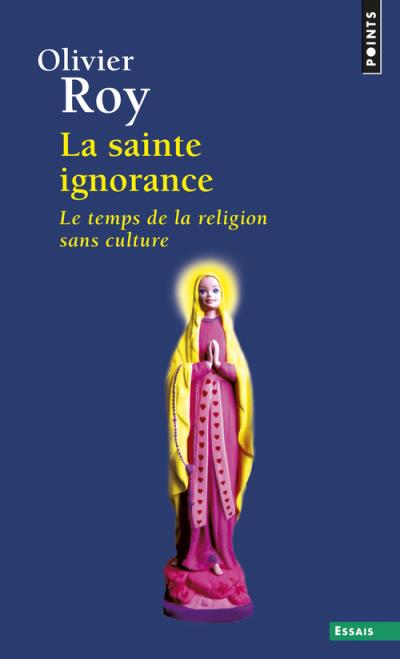 POINTS
Olivier
Roy
La sainte
ignorance
Le temps de la religion
sans culture
ESSAIS